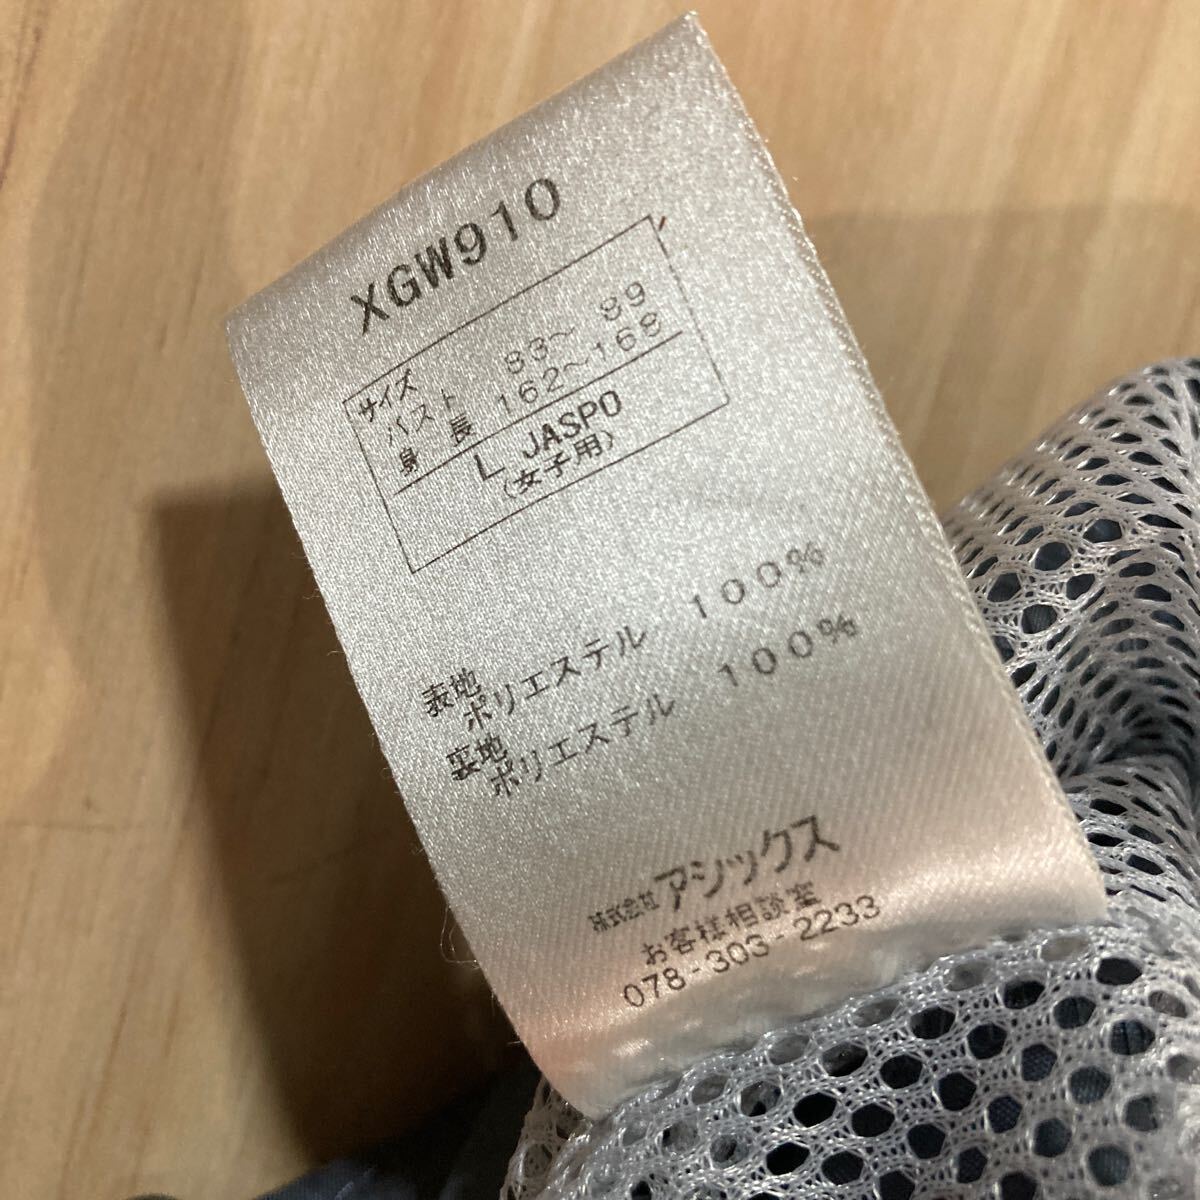 XGW910
サイズ
バスト 83～ 89
身 長 162～168
L JASPO
(女子用)
表地
ポリエステル 100%
裏地
ポリエステル 100%
株式会社 アシックス
お客様相談室
078-303-2233